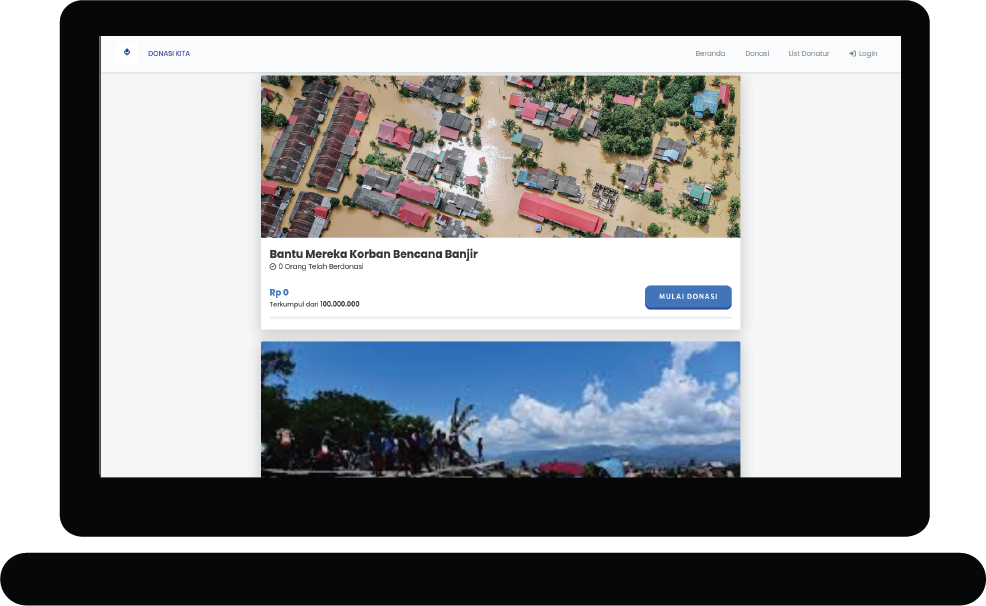 DONASI KITA
Beranda
Donasi
List Donatur
Login
Bantu Mereka Korban Bencana Banjir
0 Orang Telah Berdonasi
Rp 0
Terkumpul dari 100.000.000
MULAI DONASI